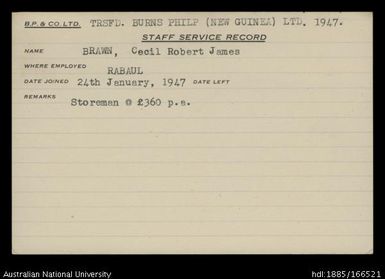 B.P. & CO. LTD. TRSFD. BURNS PHILP (NEW GUINEA) LTD. 1947.
STAFF SERVICE RECORD
NAME BRAWN, Cecil Robert James
WHERE EMPLOYED RABAUL
DATE JOINED 24th January, 1947 DATE LEFT
REMARKS Storeman @ £360 p.a.
Australian National University
hdl:1885/166521